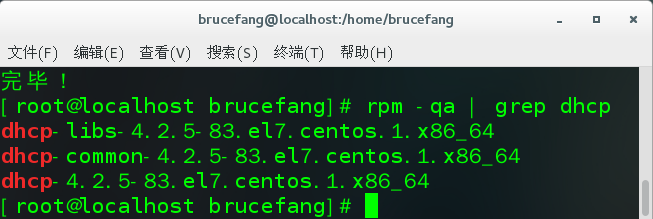 brucefang@localhost:/home/brucefang
文件(F) 编辑(E) 查看(V) 搜索(S) 终端(T) 帮助(H)
完毕！
[root@localhost brucefang]# rpm -qa | grep dhcp
dhcp-libs-4.2.5-83.el7.centos.1.x86_64
dhcp-common-4.2.5-83.el7.centos.1.x86_64
dhcp-4.2.5-83.el7.centos.1.x86_64
[root@localhost brucefang]#